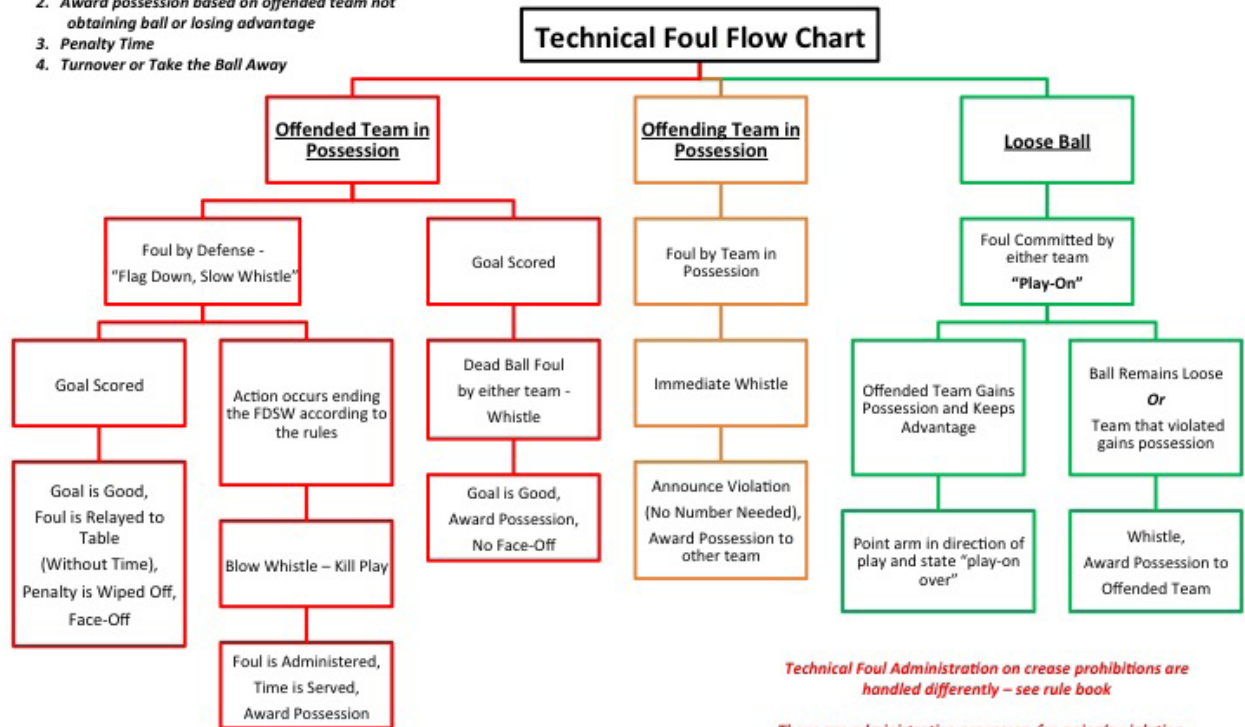 2. Award possession based on offended team not
obtaining ball or losing advantage
3. Penalty Time
4. Turnover or Take the Ball Away
Technical Foul Flow Chart
Offended Team in
Possession
Offending Team in
Possession
Loose Ball
Foul by Defense -
“Flag Down, Slow Whistle”
Goal Scored
Foul by Team in
Possession
Foul Committed by
either team
“Play-On”
Goal Scored
Action occurs ending
the FDSW according to
the rules
Dead Ball Foul
by either team -
Whistle
Immediate Whistle
Offended Team Gains
Possession and Keeps
Advantage
Ball Remains Loose
Or
Team that violated
gains possession
Goal is Good,
Foul is Relayed to
Table
(Without Time),
Penalty is Wiped Off,
Face-Off
Blow Whistle – Kill Play
Goal is Good,
Award Possession,
No Face-Off
Announce Violation
(No Number Needed),
Award Possession to
other team
Point arm in direction of
play and state “play-on
over”
Whistle,
Award Possession to
Offended Team
Foul is Administered,
Time is Served,
Award Possession
Technical Foul Administration on crease prohibitions are
handled differently – see rule book